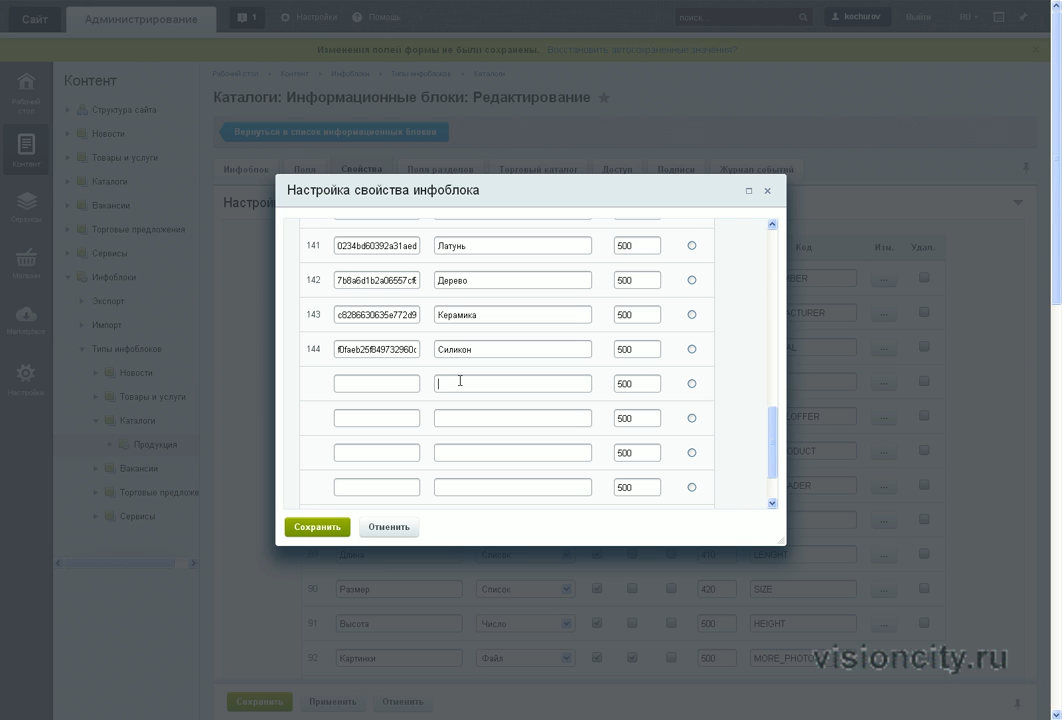 Сайт
Администрирование
1
Настройки
Помощь
поиск
kochurov
Выйти
RU
Изменения полей формы не были сохранены. Восстановить автосохраненные значения?
Рабочий стол
Контент
Сервисы
Магазин
Marketplace
Настройки
Контент
Структура сайта
Новости
Товары и услуги
Каталоги
Вакансии
Торговые предложения
Сервисы
Инфоблоки
Экспорт
Импорт
Типы инфоблоков
Новости
Товары и услуги
Каталоги
Продукция
Вакансии
Торговые предложе
Сервисы
Рабочий стол Контент Инфоблоки Типы инфоблоков Каталоги
Каталоги: Информационные блоки: Редактирование
Вернуться в список информационных блоков
Инфоблок Поля Свойства Поля разделов Торговый каталог Доступ Подписи Журнал событий
Настрой
Код Изм. Удал.
Настройка свойства инфоблока
141 0234bd60392a31aed Латунь 500
142 7b8a6d1b2a06557cf Дерево 500
143 c8286630635e772d9 Керамика 500
144 f0faeb25f849732960 Силикон 500
500
500
500
500
Сохранить Отменить
Длина Список 410 LENGHT ...
90 Размер Список 420 SIZE ...
91 Высота Число 500 HEIGHT ...
92 Картинки Файл 500 MORE_PHOTO
visioncity.ru
Сохранить Применить Отменить